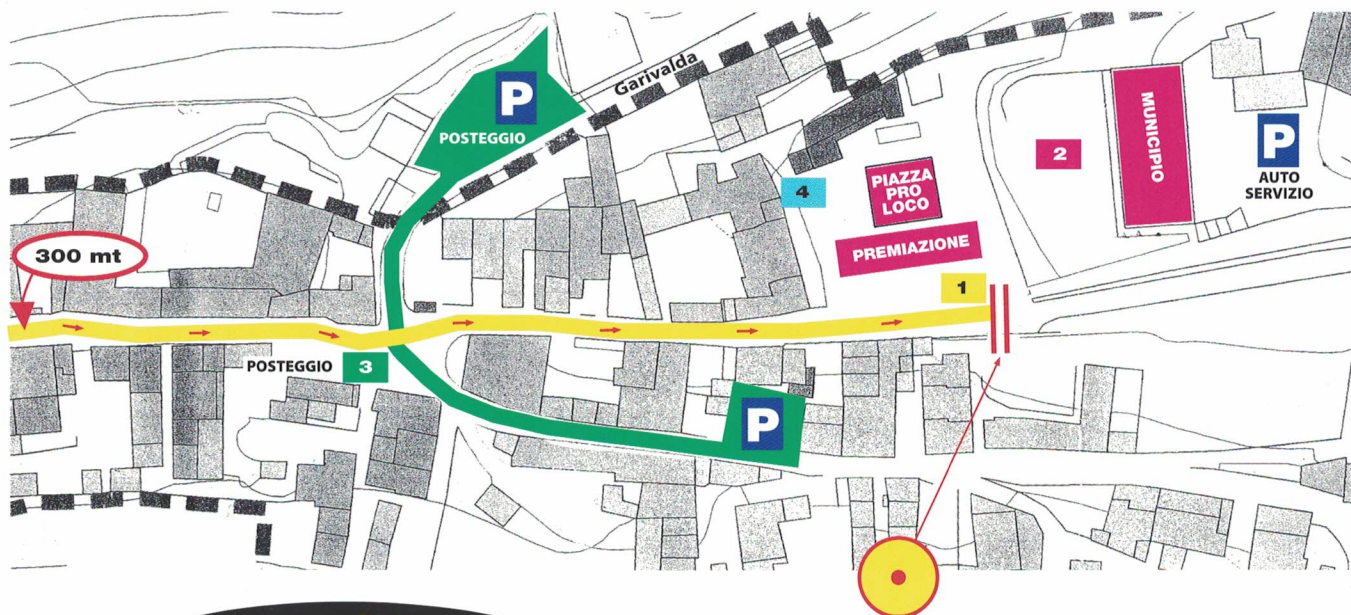 P
POSTEGGIO
Garivalda
MUNICIPIO
2
P
AUTO
SERVIZIO
4
PIAZZA
PRO
LOCO
PREMIAZIONE
300 mt
1
POSTEGGIO
3
P